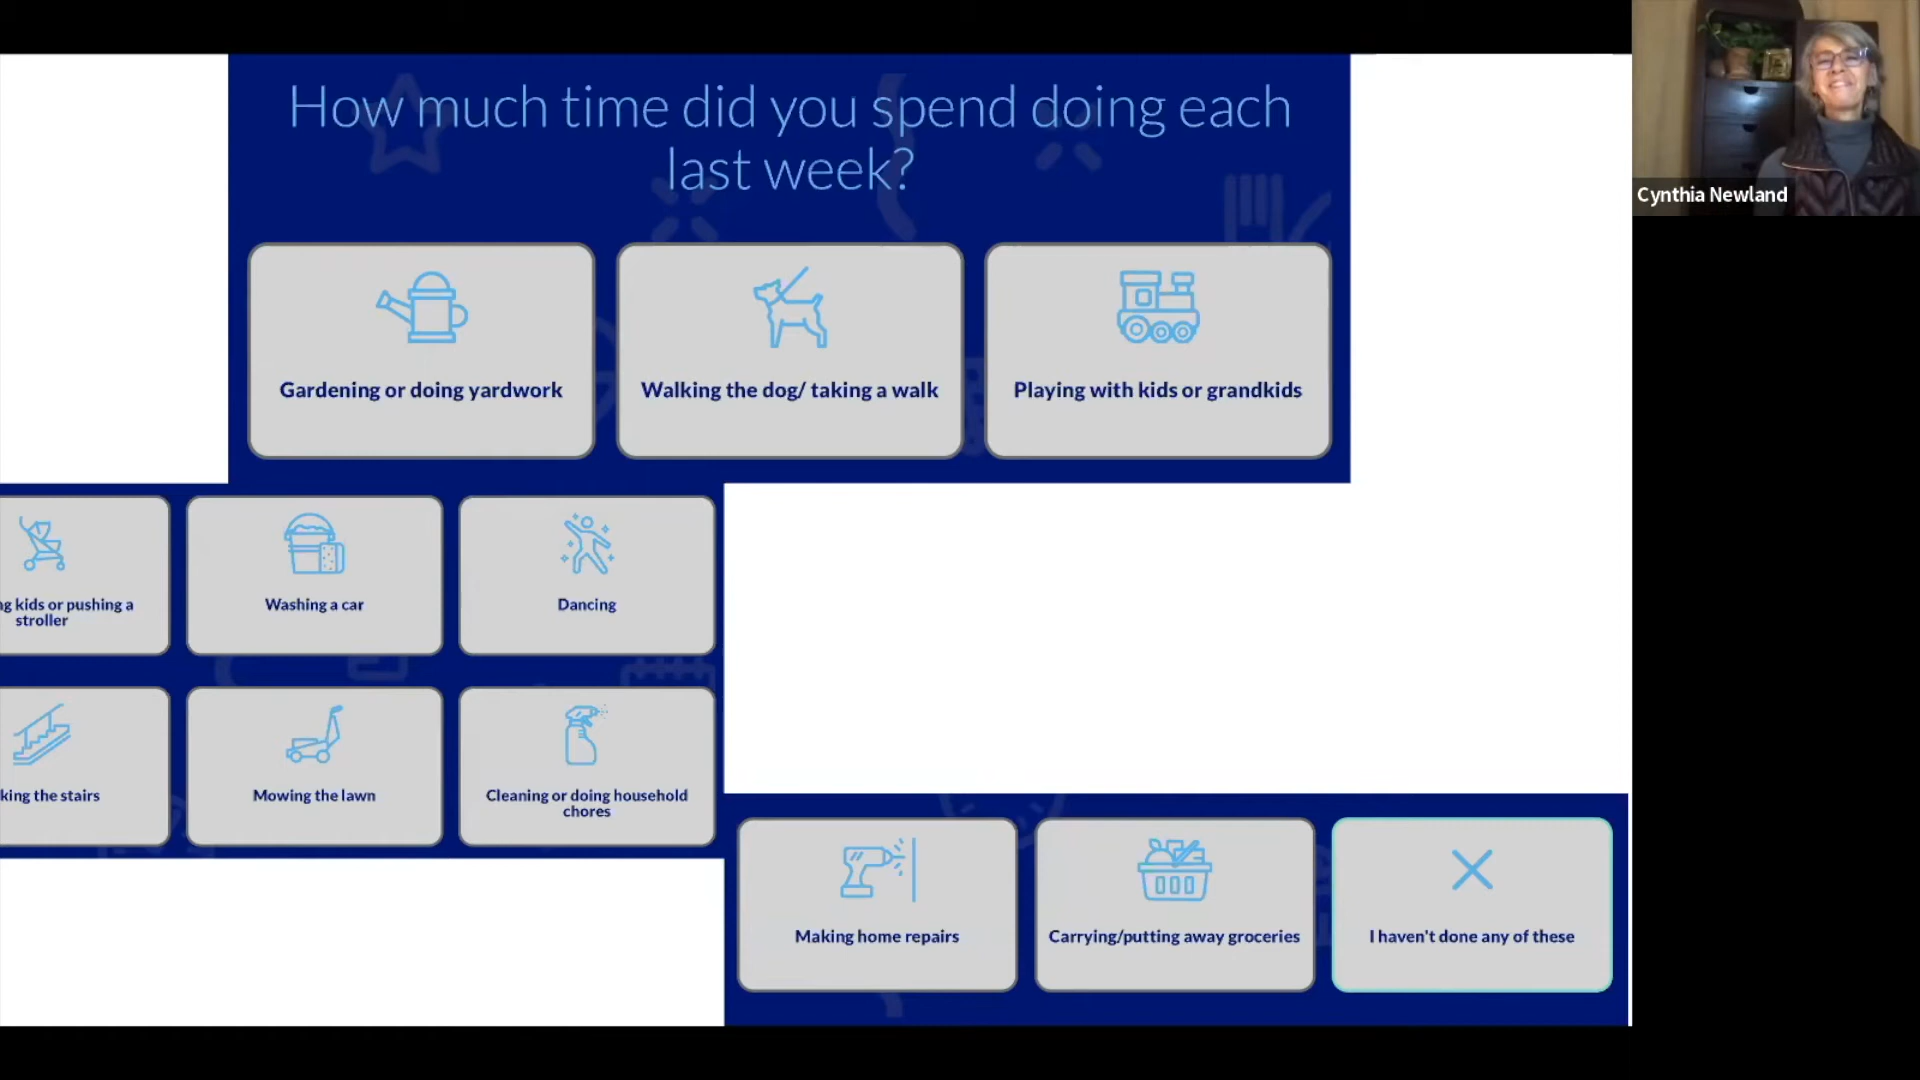 How much time did you spend doing each
last week?
Cynthia Newland
Gardening or doing yardwork
Walking the dog/ taking a walk
Playing with kids or grandkids
kids or pushing a
stroller
Washing a car
Dancing
the stairs
Mowing the lawn
Cleaning or doing household
chores
Making home repairs
Carrying/putting away groceries
I haven't done any of these